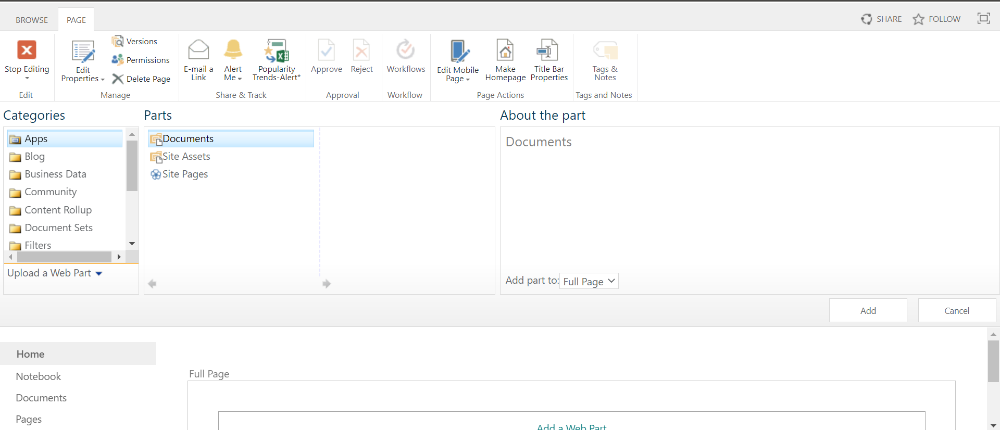 BROWSE
PAGE
SHARE
FOLLOW
Stop Editing
Edit
Edit
Properties
Versions
Permissions
Delete Page
Manage
E-mail a
Link
Alert
Me
Popularity
Trends-Alert*
Share & Track
Approve
Reject
Approval
Workflows
Workflow
Edit Mobile
Page
Make
Homepage
Title Bar
Properties
Page Actions
Tags &
Notes
Tags and Notes
Categories
Apps
Blog
Business Data
Community
Content Rollup
Document Sets
Filters
Upload a Web Part
Parts
Documents
Site Assets
Site Pages
About the part
Documents
Add part to: Full Page
Add
Cancel
Home
Notebook
Documents
Pages
Full Page
Add a Web Part